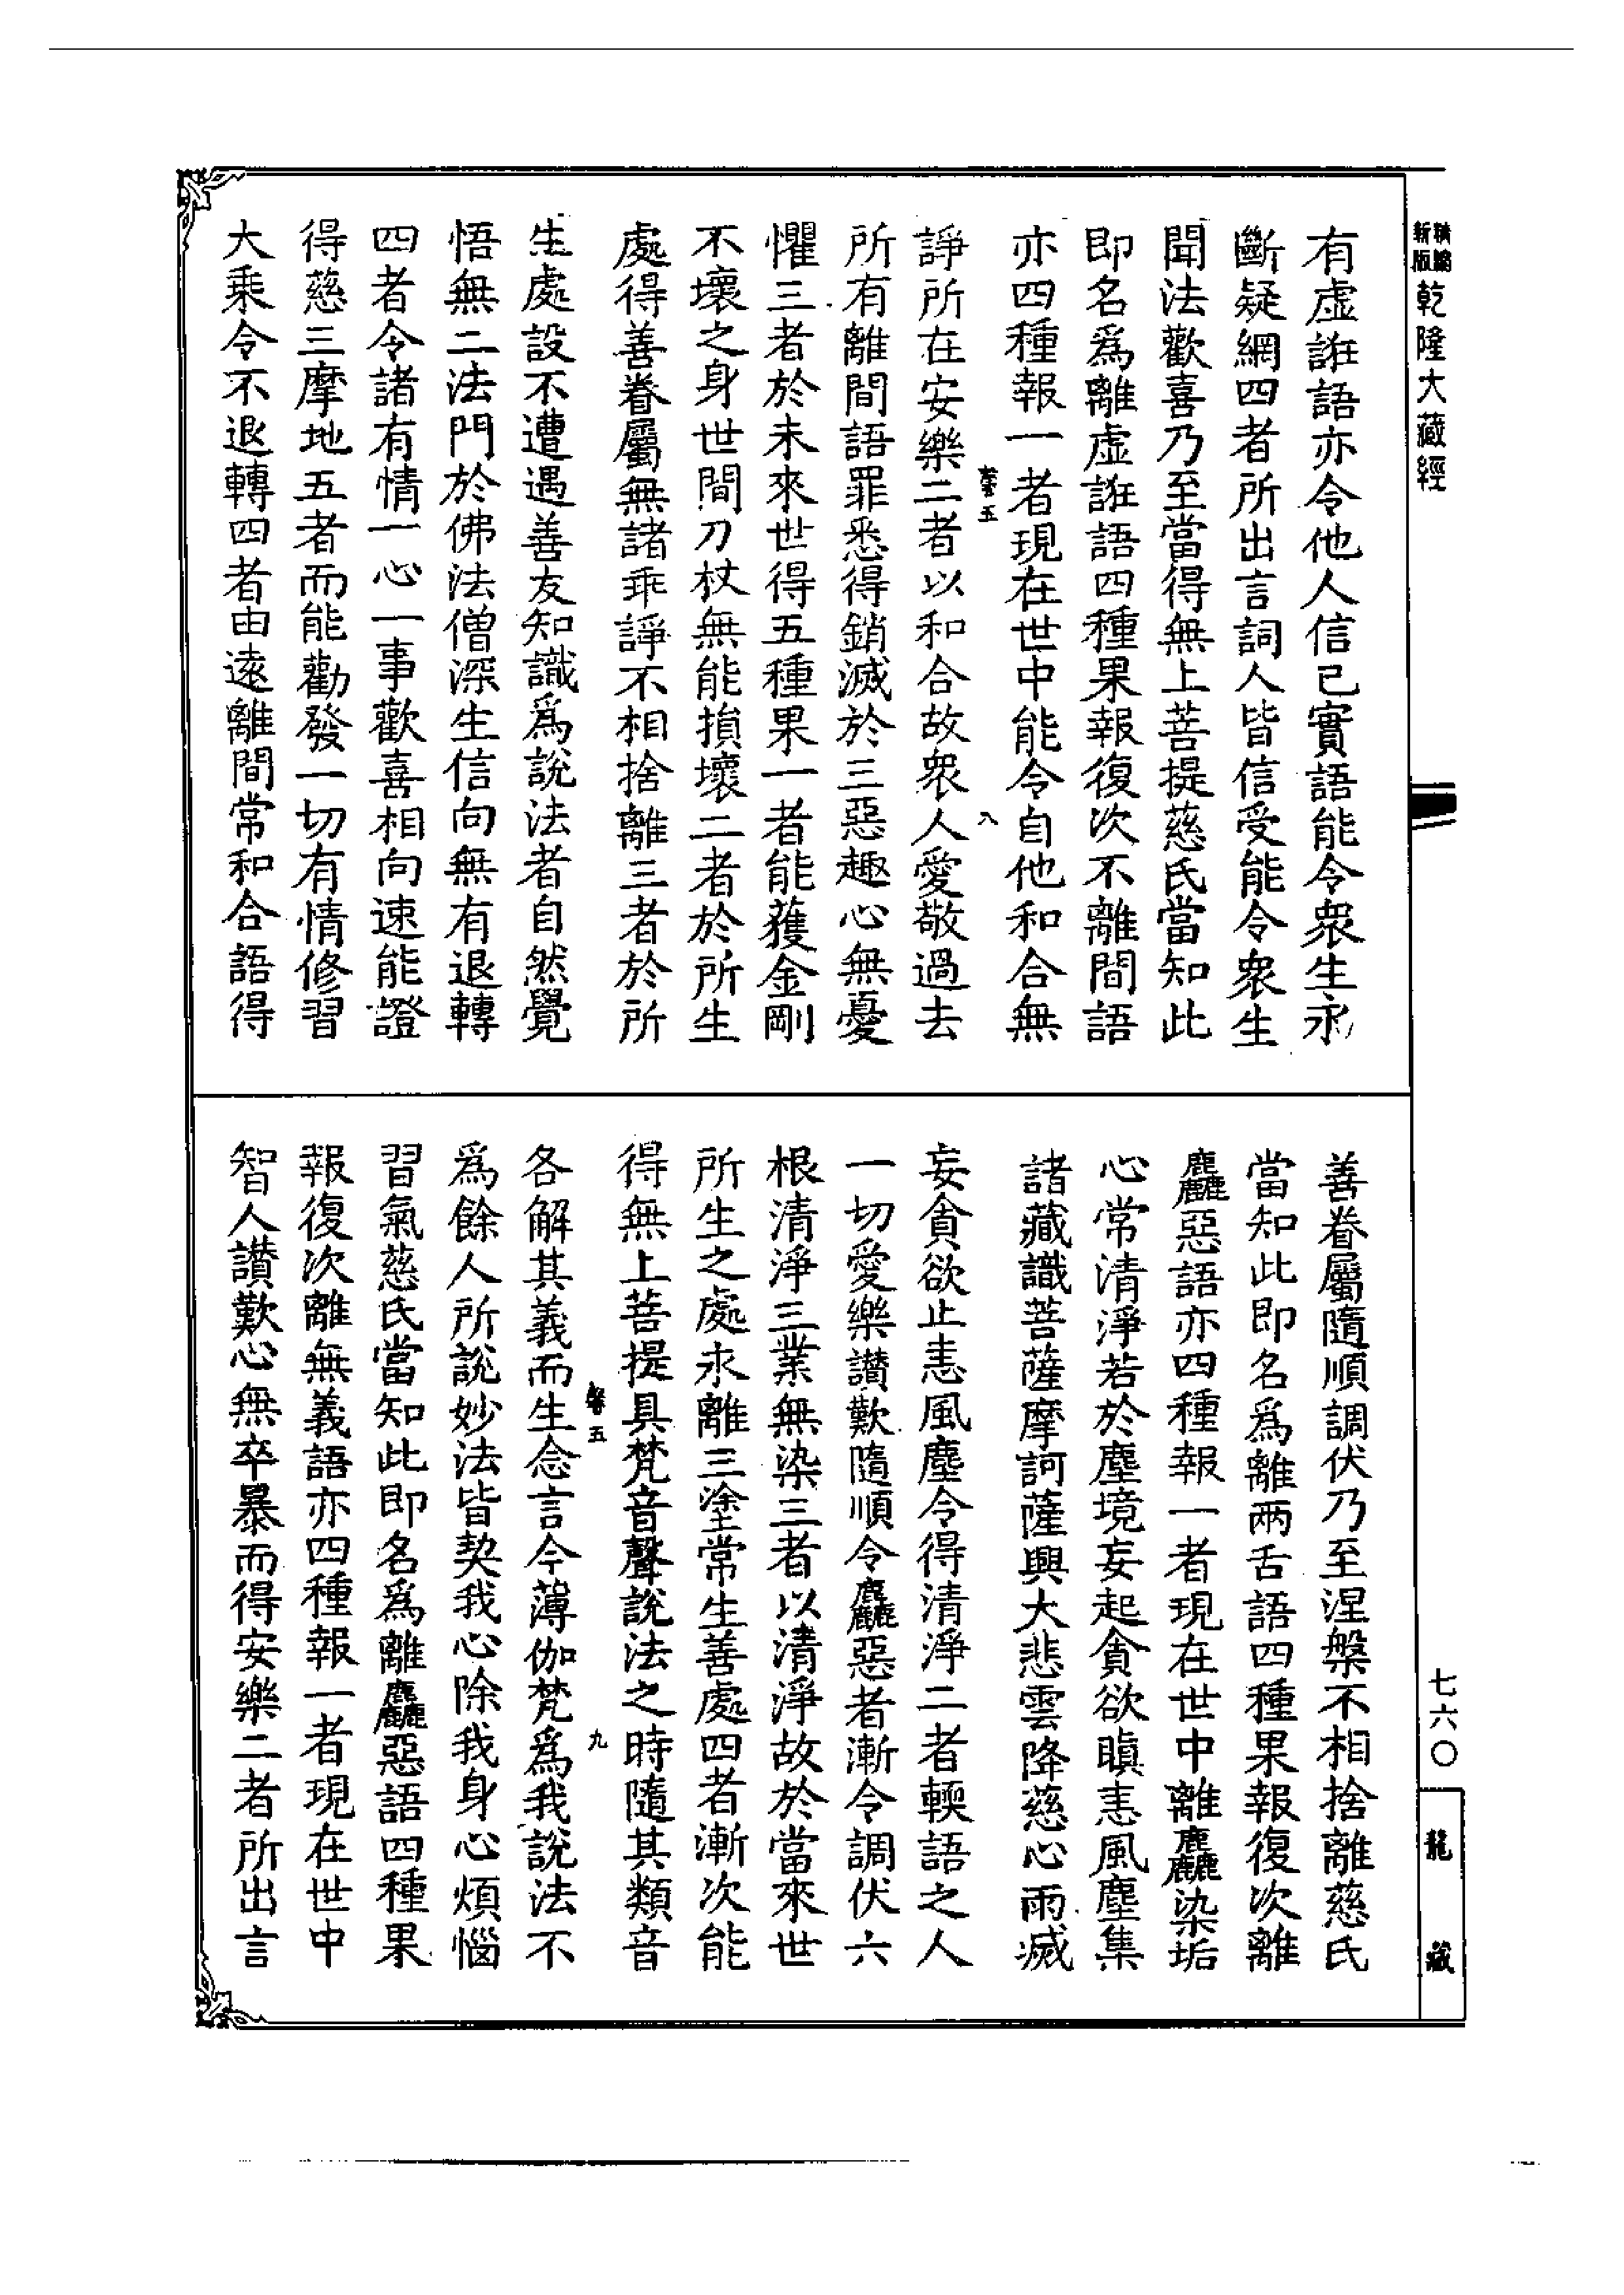 新編
新版
乾隆大藏經
有虛誑語亦令他人信已實語能令衆生永
斷疑網四者所出言詞人皆信受能令衆生
聞法歡喜乃至當得無上菩提慈氏當知此
即名爲離虛誑語四種果報復次不離間語
亦四種報一者現在世中能令自他和合無
諍所在安樂二者以和合故衆人愛敬過去
所有離間語罪悉得銷滅於三惡趣心無憂
懼三者於未來世得五種果一者能獲金剛
不壞之身世間刀杖無能損壞二者於所生
處得善眷屬無諸乖諍不相捨離三者於所
生處設不遭遇善友知識爲說法者自然覺
悟無二法門於佛法僧深生信向無有退轉
四者令諸有情一心一事歡喜相向速能證
得慈三摩地五者而能勸發一切有情修習
大乘令不退轉四者由遠離間常和合語得
五
八
善眷屬隨順調伏乃至涅槃不相捨離慈氏
當知此即名爲離兩舌語四種果報復次離
麤惡語亦四種報一者現在世中離麤染垢
心常清淨若於塵境妄起貪欲瞋恚風塵集
諸藏識菩薩摩訶薩興大悲雲降慈心雨滅
妄貪欲止恚風塵令得清淨二者輭語之人
一切愛樂讃歎隨順令麤惡者漸令調伏六
根清淨三業無染三者以清淨故於當來世
所生之處永離三塗常生善處四者漸次能
得無上菩提具梵音聲說法之時隨其類音
各解其義而生念言今薄伽梵爲我說法不
爲餘人所說妙法皆契我心除我身心煩惱
習氣慈氏當知此即名爲離麤惡語四種果
報復次離無義語亦四種報一者現在世中
智人讃歎心無卒暴而得安樂二者所出言
五
九
七六〇
龍藏